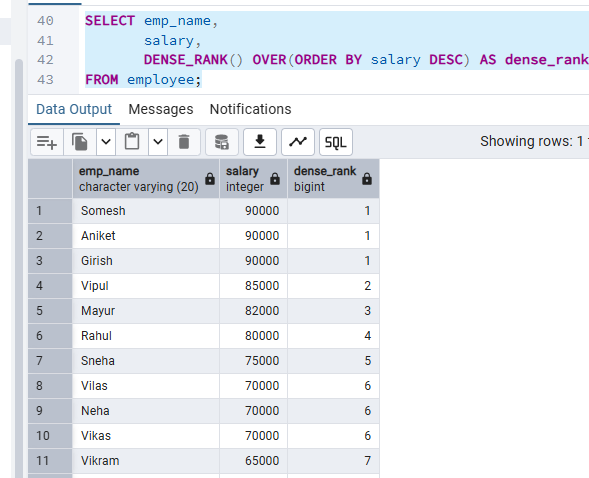 40 SELECT emp_name,
41 salary,
42 DENSE_RANK() OVER(ORDER BY salary DESC) AS dense_rank
43 FROM employee;
Data Output Messages Notifications
SQL Showing rows: 1
emp_name salary dense_rank
character varying (20) integer bigint
1 Somesh 90000 1
2 Aniket 90000 1
3 Girish 90000 1
4 Vipul 85000 2
5 Mayur 82000 3
6 Rahul 80000 4
7 Sneha 75000 5
8 Vilas 70000 6
9 Neha 70000 6
10 Vikas 70000 6
11 Vikram 65000 7